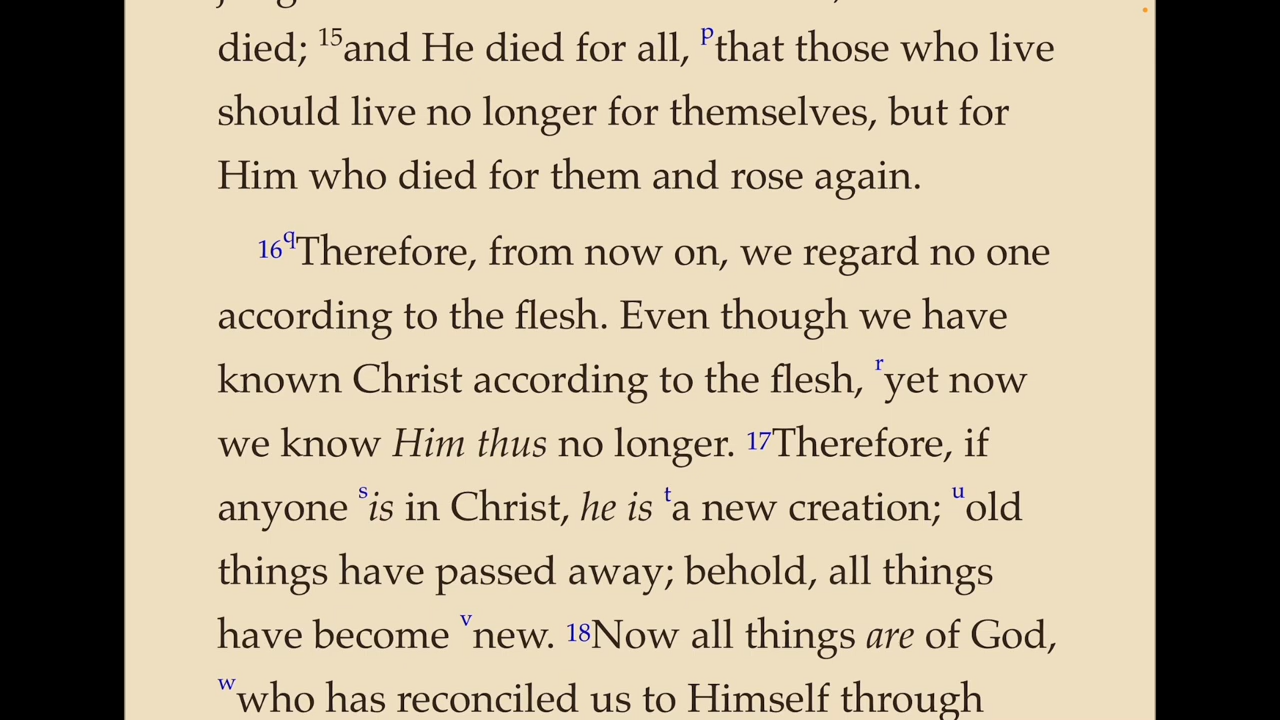 died; 15and He died for all, pthat those who live
should live no longer for themselves, but for
Him who died for them and rose again.
16qTherefore, from now on, we regard no one
according to the flesh. Even though we have
known Christ according to the flesh, ryet now
we know Him thus no longer. 17Therefore, if
anyone sis in Christ, he is ta new creation; uold
things have passed away; behold, all things
have become vnew. 18Now all things are of God,
wwho has reconciled us to Himself through